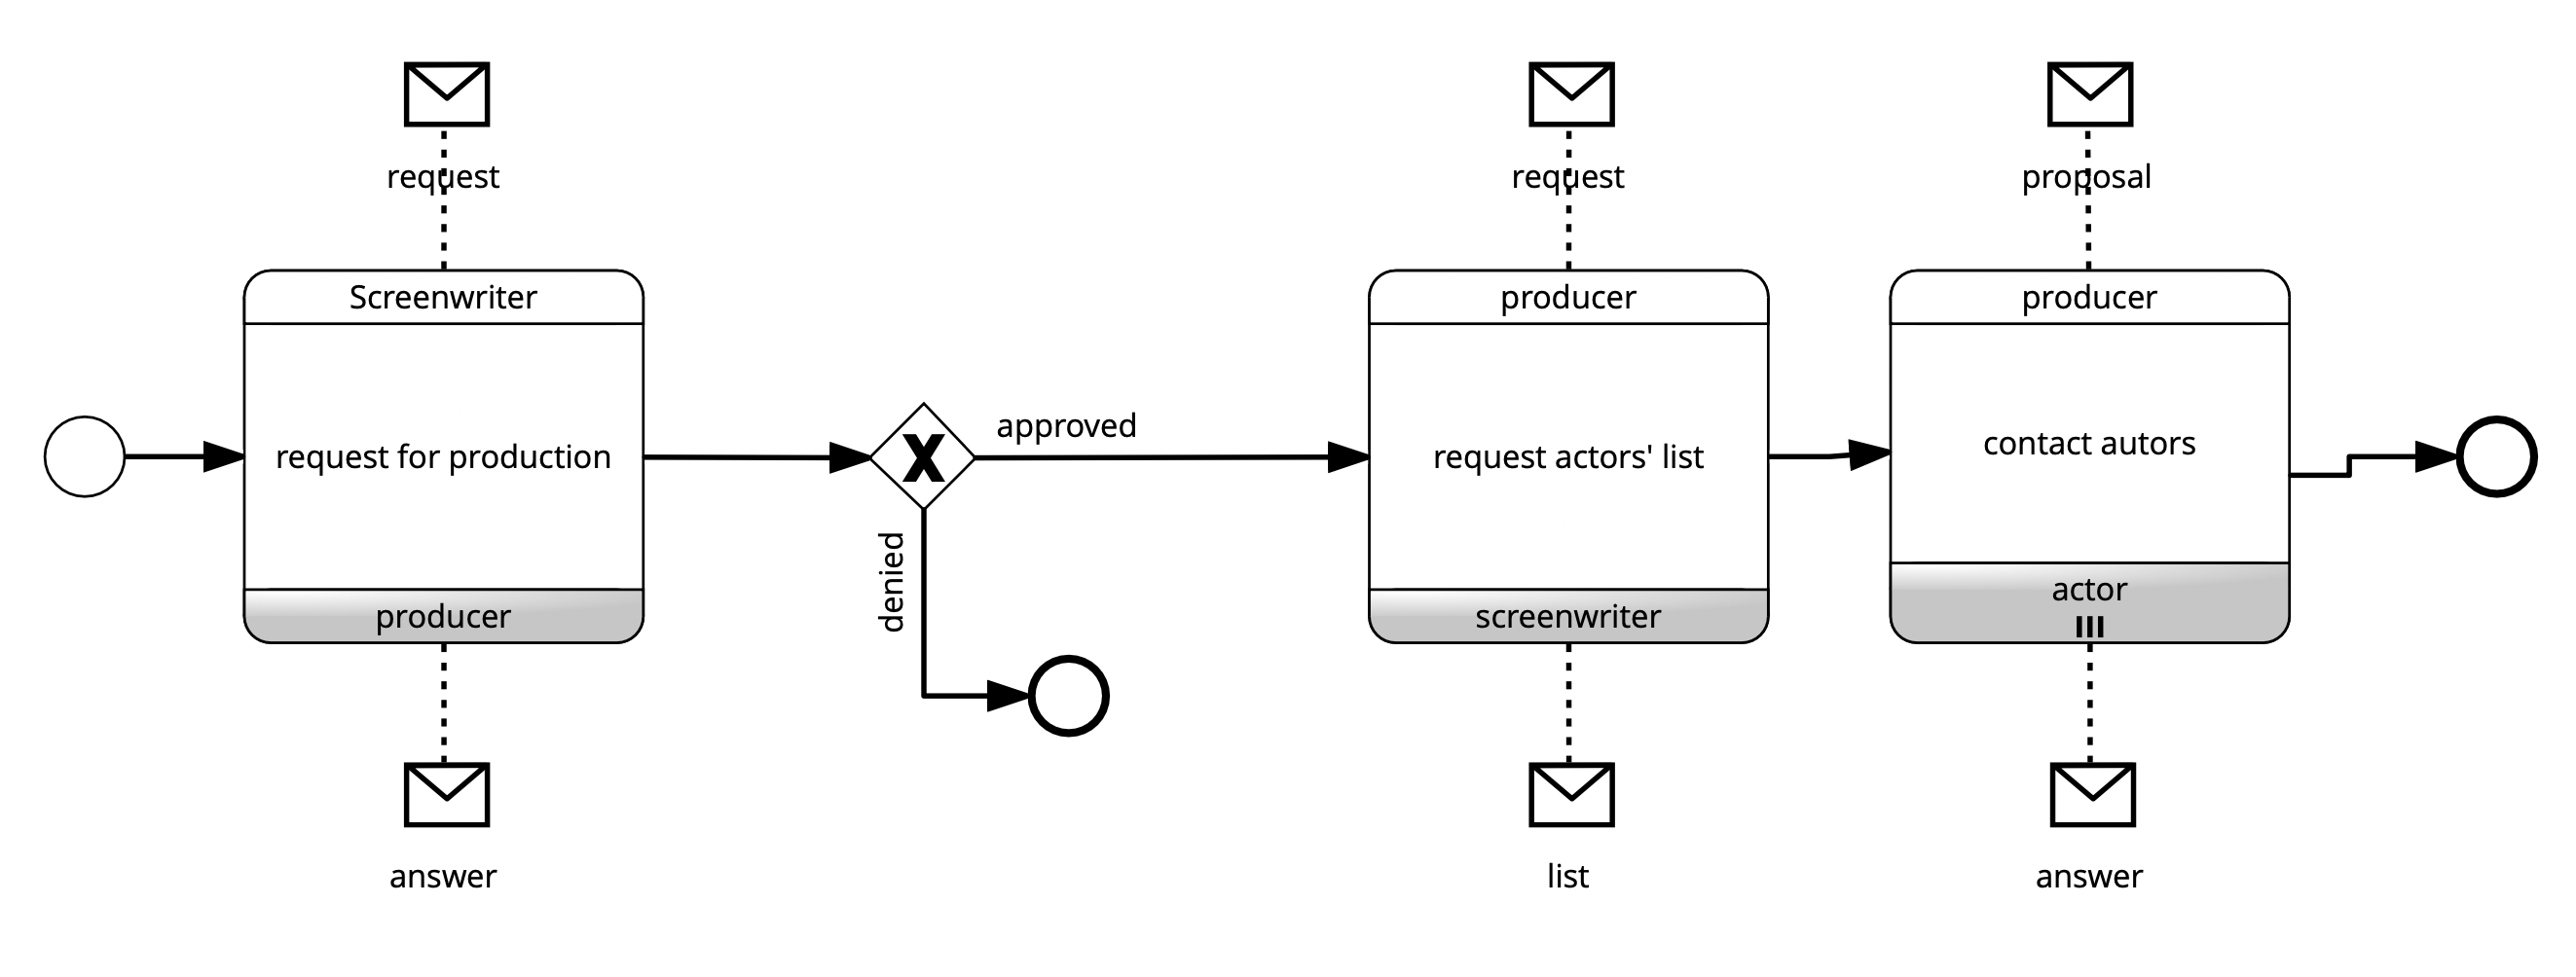 request
Screenwriter
request for production
producer
answer
approved
denied
request
producer
request actors' list
screenwriter
list
proposal
producer
contact autors
actor
answer